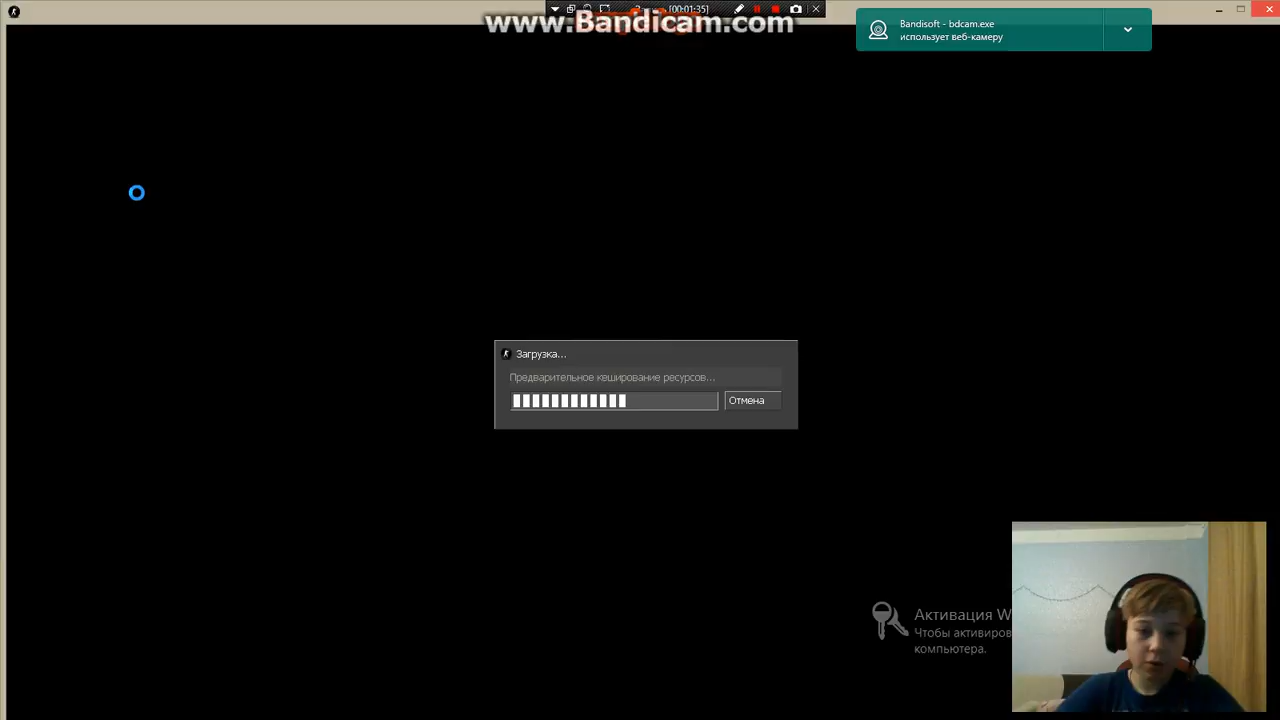 [00:01:35]
www.Bandicam.com
Bandisoft - bdcam.exe
использует веб-камеру
Загрузка...
Предварительное кеширование ресурсов...
Отмена
Активация W
Чтобы активиров
компьютера.